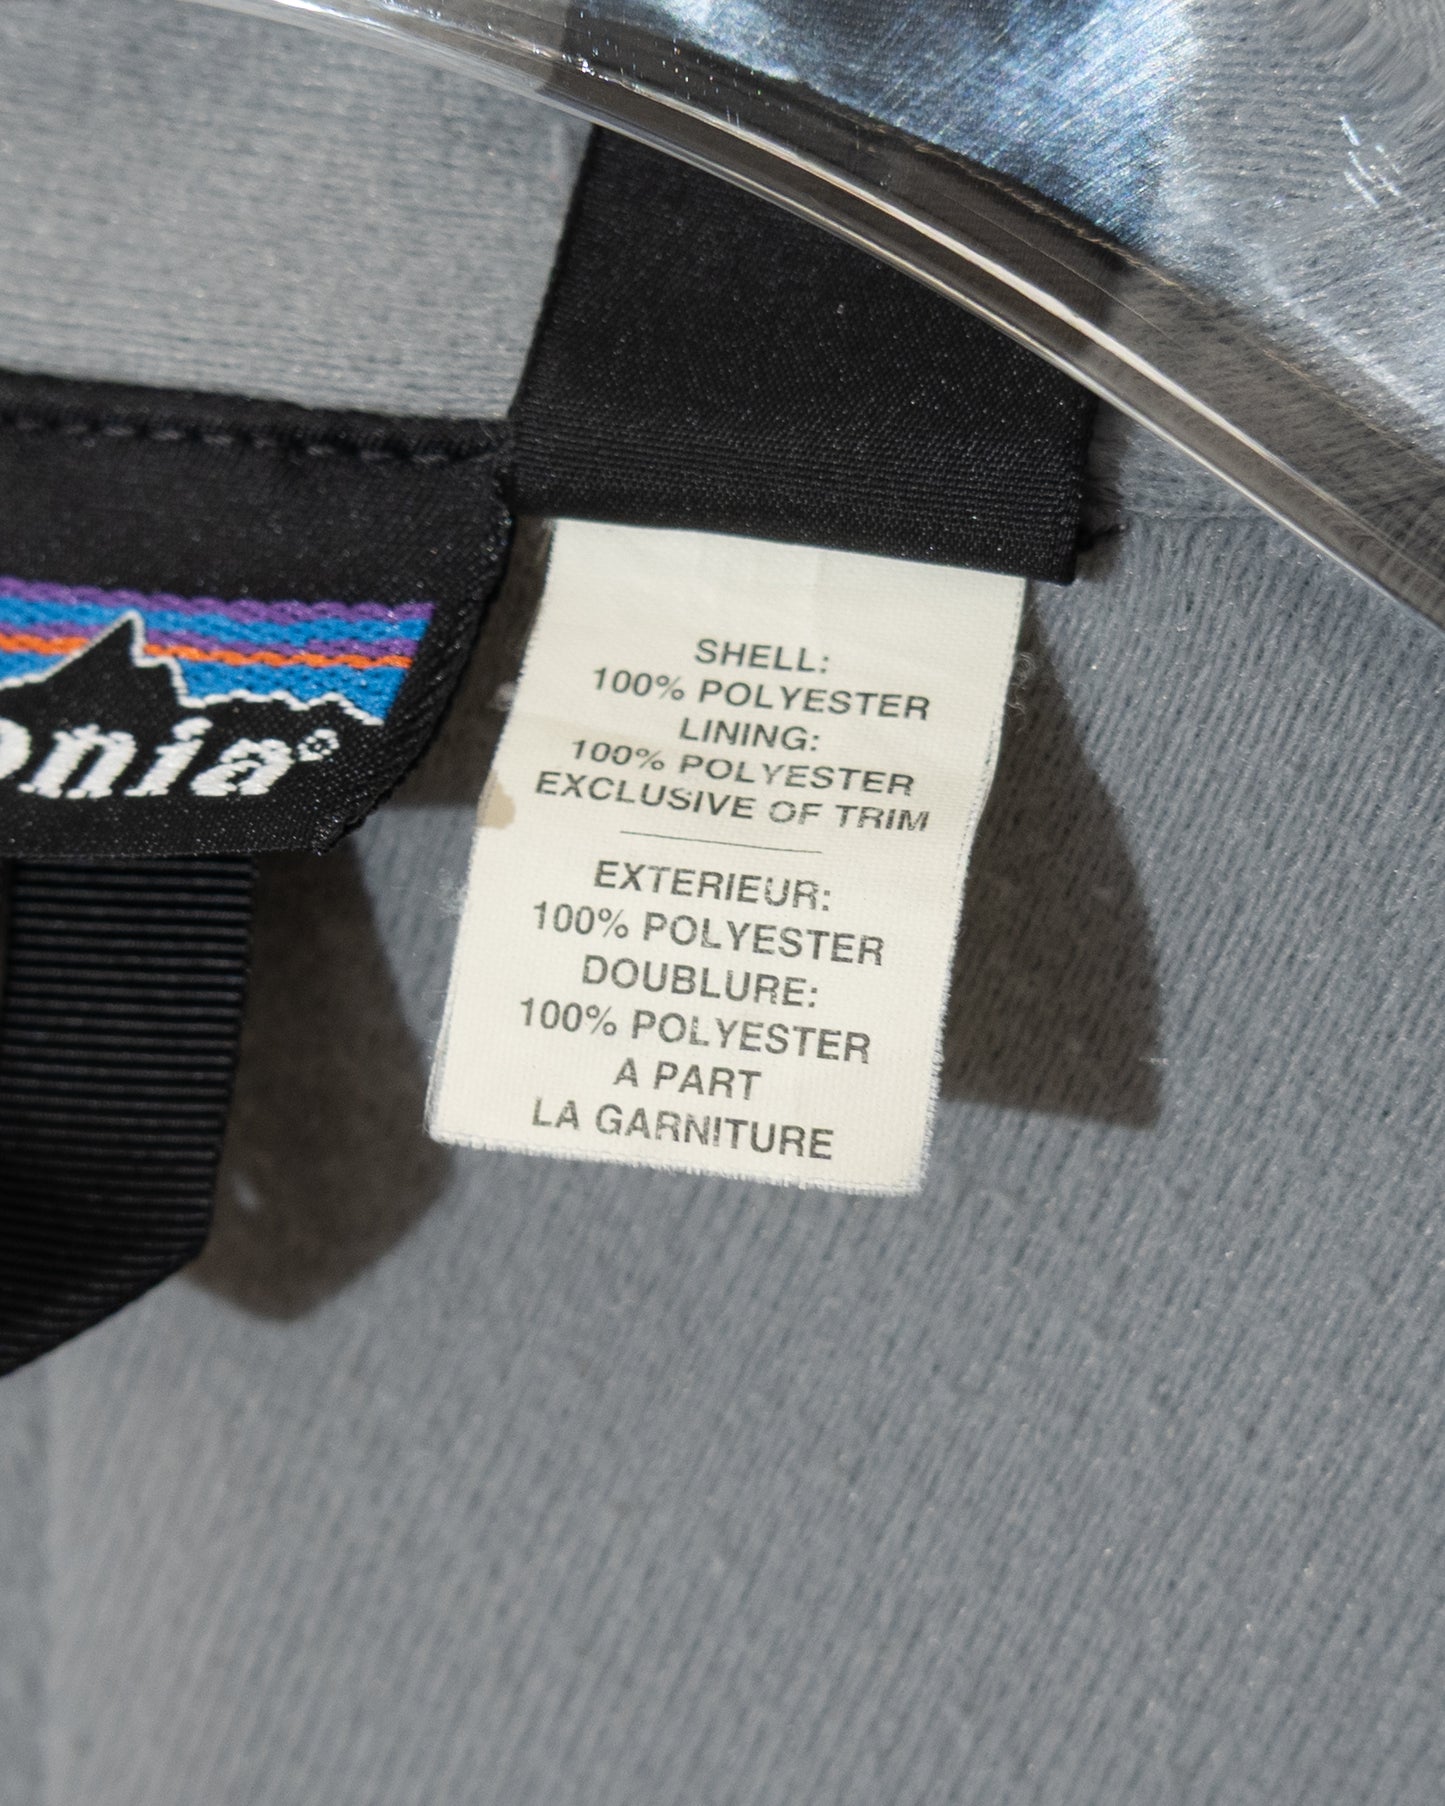 onia®
SHELL:
100% POLYESTER
LINING:
100% POLYESTER
EXCLUSIVE OF TRIM
EXTERIEUR:
100% POLYESTER
DOUBLURE:
100% POLYESTER
A PART
LA GARNITURE